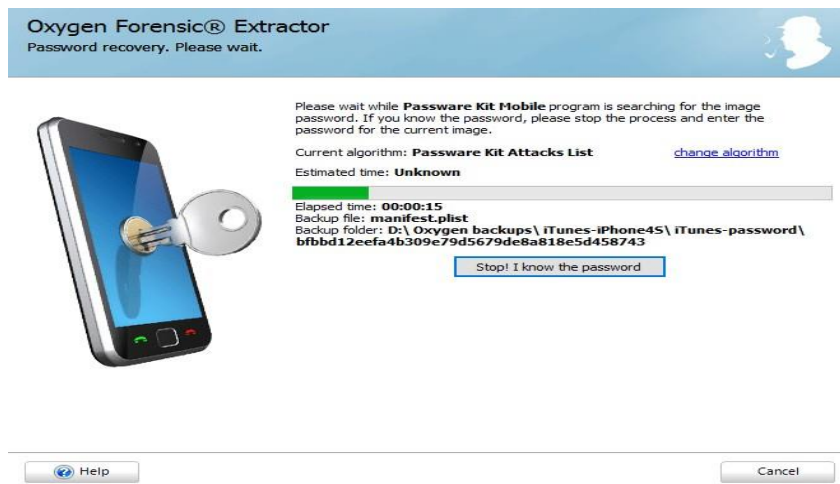 Oxygen Forensic® Extractor
Password recovery. Please wait.
Please wait while Passware Kit Mobile program is searching for the image
password. If you know the password, please stop the process and enter the
password for the current image.
Current algorithm: Passware Kit Attacks List change algorithm
Estimated time: Unknown
Elapsed time: 00:00:15
Backup file: manifest.plist
Backup folder: D:\ Oxygen backups\ iTunes-iPhone4S\ iTunes-password\
bfbbd12eefa4b309e79d5679de8a818e5d458743
Stop! I know the password
Help
Cancel